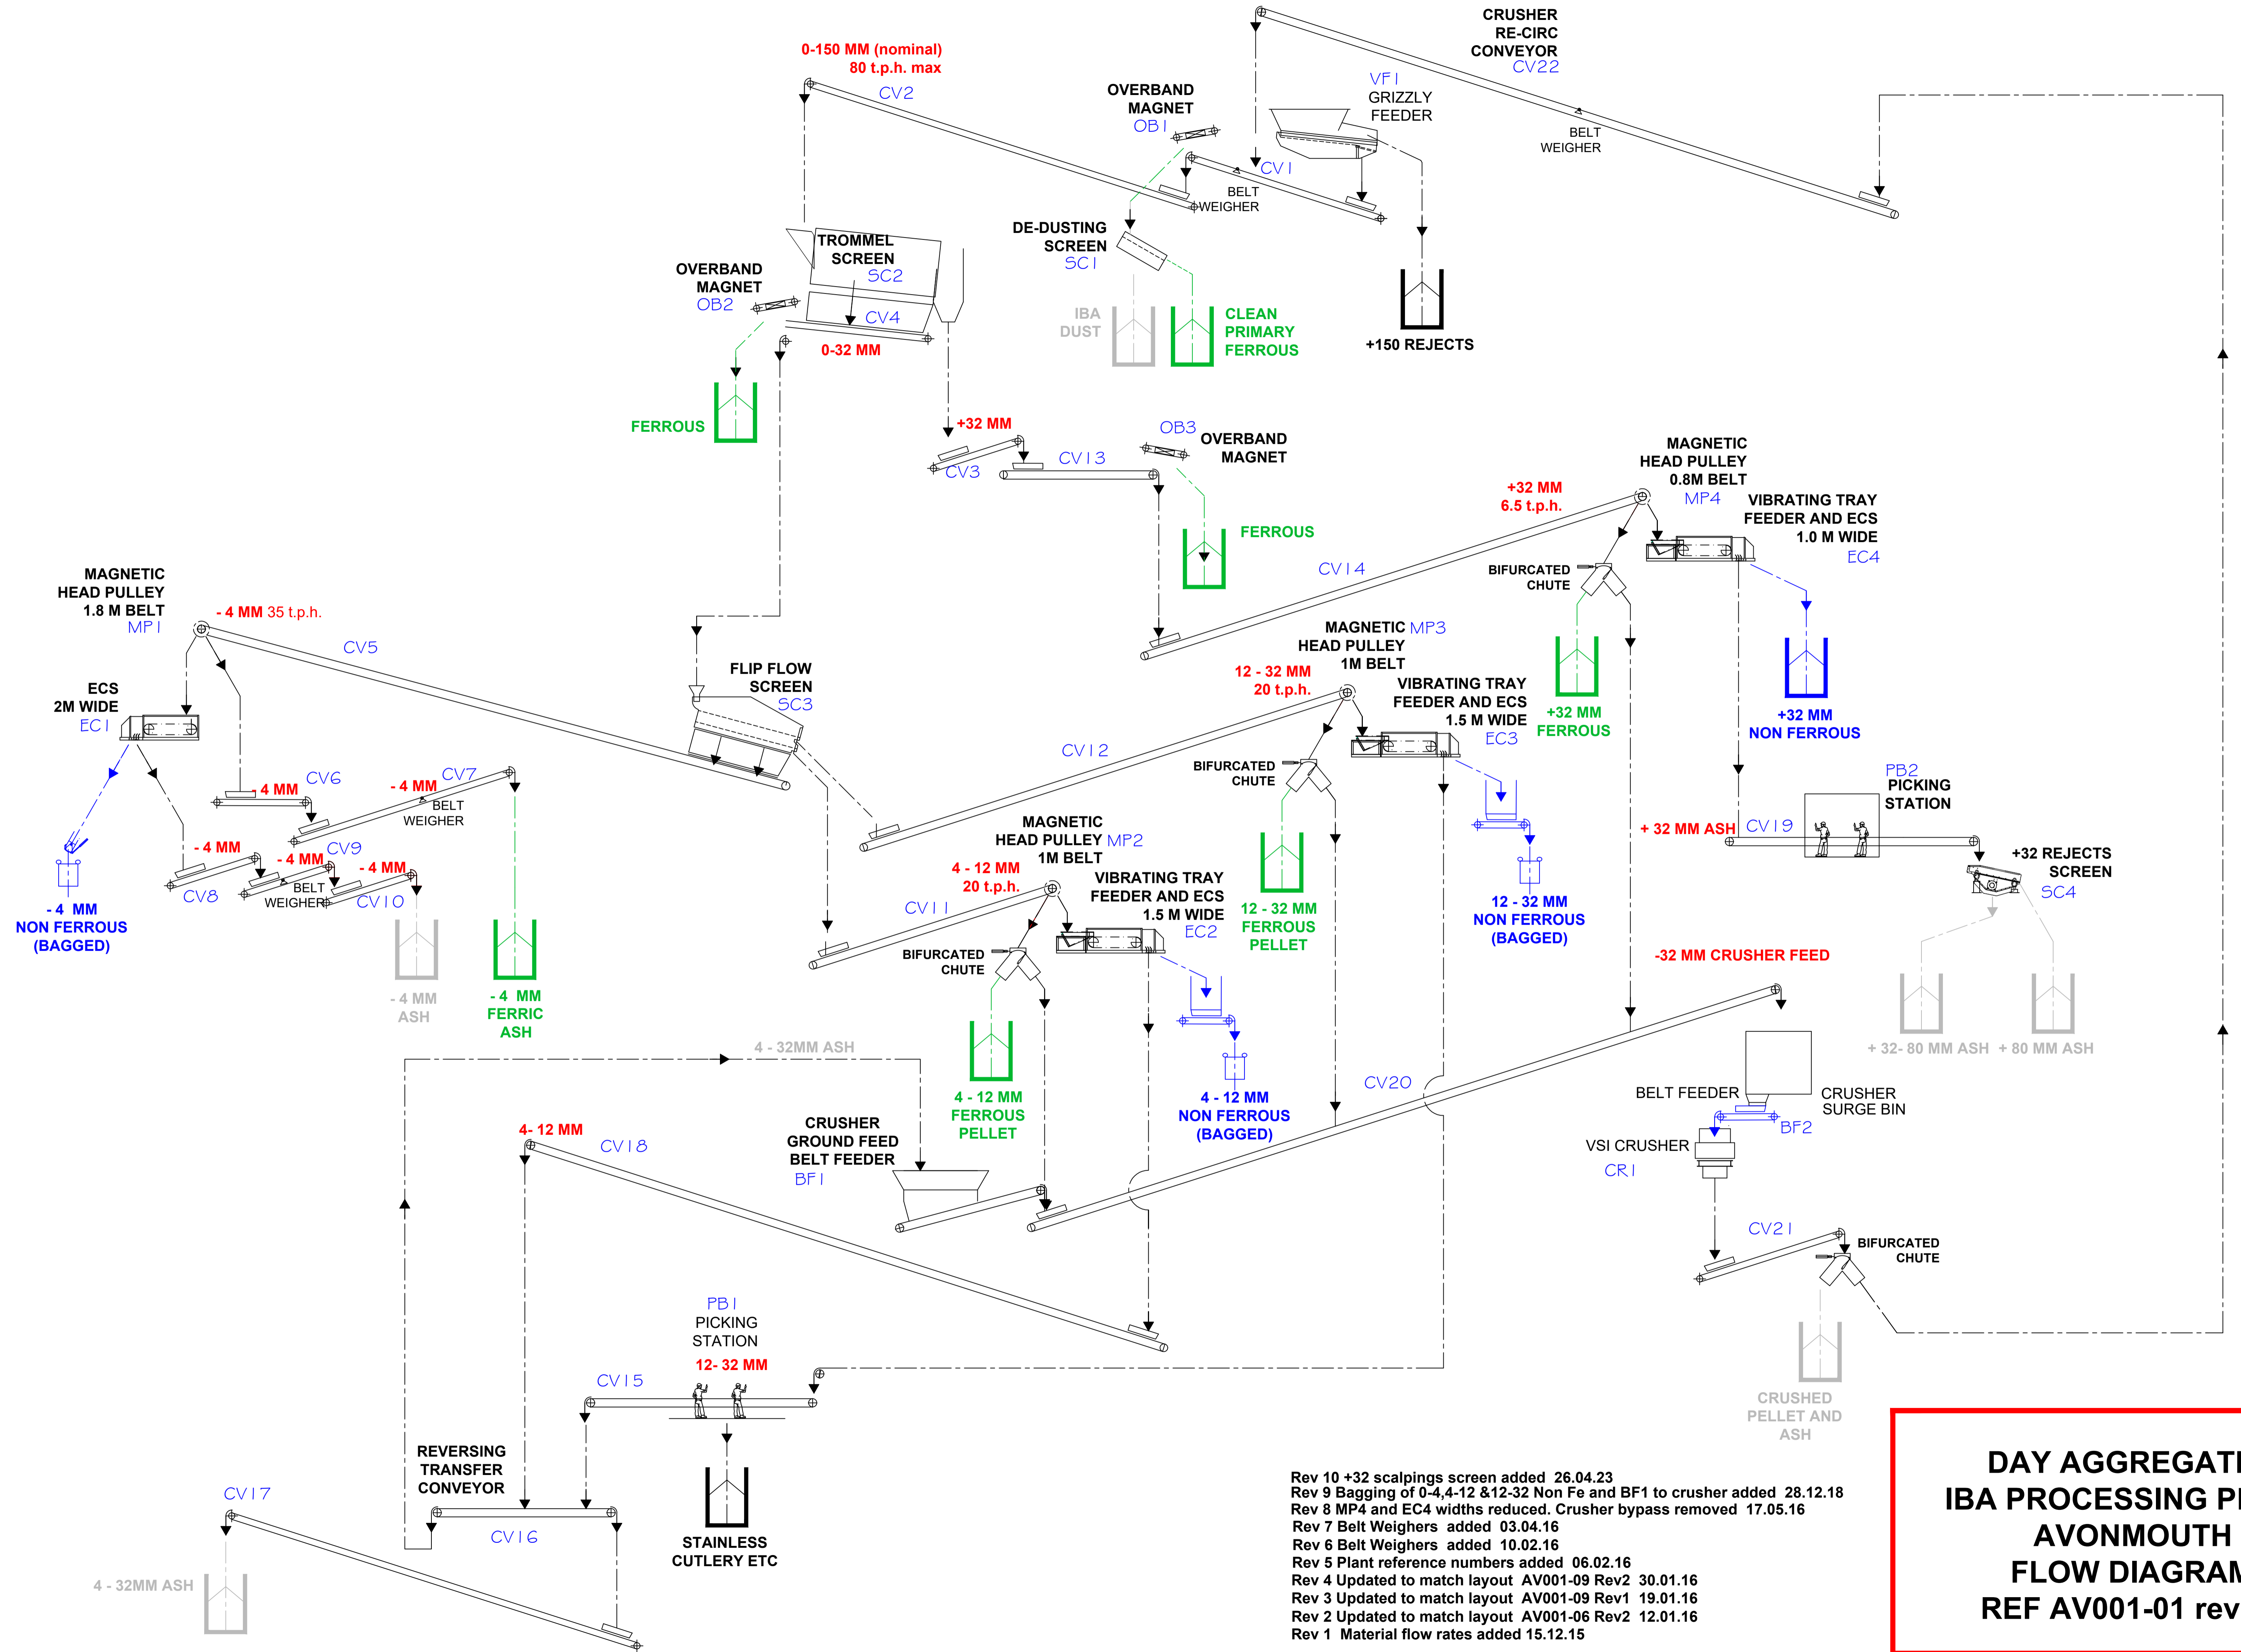 CRUSHER
RE-CIRC
CONVEYOR
CV22
0-150 MM (nominal)
80 t.p.h. max
CV2
OVERBAND
MAGNET
OB1
VF1
GRIZZLY
FEEDER
BELT
WEIGHER
CV1
BELT
WEIGHER
DE-DUSTING
SCREEN
SC1
TROMMEL
SCREEN
SC2
OVERBAND
MAGNET
OB2
CV4
0-32 MM
IBA
DUST
CLEAN
PRIMARY
FERROUS
+150 REJECTS
FERROUS
+32 MM
CV3
CV13
OB3
OVERBAND
MAGNET
FERROUS
MAGNETIC
HEAD PULLEY
0.8M BELT
MP4
+32 MM
6.5 t.p.h.
VIBRATING TRAY
FEEDER AND ECS
1.0 M WIDE
EC4
CV14
BIFURCATED
CHUTE
+32 MM
FERROUS
+32 MM
NON FERROUS
MAGNETIC
HEAD PULLEY
1.8 M BELT
MP1
- 4 MM 35 t.p.h.
CV5
ECS
2M WIDE
EC1
FLIP FLOW
SCREEN
SC3
MAGNETIC MP3
HEAD PULLEY
1M BELT
12 - 32 MM
20 t.p.h.
VIBRATING TRAY
FEEDER AND ECS
1.5 M WIDE
EC3
CV12
BIFURCATED
CHUTE
CV6
- 4 MM
CV7
- 4 MM
BELT
WEIGHER
- 4 MM
CV8
CV9
- 4 MM
BELT
WEIGHER
- 4 MM
CV10
- 4 MM
NON FERROUS
(BAGGED)
- 4 MM
ASH
- 4 MM
FERRIC
ASH
MAGNETIC
HEAD PULLEY MP2
1M BELT
4 - 12 MM
20 t.p.h.
CV11
VIBRATING TRAY
FEEDER AND ECS
1.5 M WIDE
EC2
BIFURCATED
CHUTE
12 - 32 MM
FERROUS
PELLET
12 - 32 MM
NON FERROUS
(BAGGED)
PB2
PICKING
STATION
+ 32 MM ASH
CV19
+32 REJECTS
SCREEN
SC4
-32 MM CRUSHER FEED
+ 32- 80 MM ASH
+ 80 MM ASH
4 - 12 MM
FERROUS
PELLET
4 - 12 MM
NON FERROUS
(BAGGED)
4 - 32MM ASH
CV20
BELT FEEDER
CRUSHER
SURGE BIN
BF2
VSI CRUSHER
CR1
CRUSHER
GROUND FEED
BELT FEEDER
BF1
4- 12 MM
CV18
CV21
BIFURCATED
CHUTE
CRUSHED
PELLET AND
ASH
PB1
PICKING
STATION
12- 32 MM
CV15
REVERSING
TRANSFER
CONVEYOR
CV16
STAINLESS
CUTLERY ETC
CV17
4 - 32MM ASH
Rev 10 +32 scalpings screen added 26.04.23
Rev 9 Bagging of 0-4,4-12 &12-32 Non Fe and BF1 to crusher added 28.12.18
Rev 8 MP4 and EC4 widths reduced. Crusher bypass removed 17.05.16
Rev 7 Belt Weighers added 03.04.16
Rev 6 Belt Weighers added 10.02.16
Rev 5 Plant reference numbers added 06.02.16
Rev 4 Updated to match layout AV001-09 Rev2 30.01.16
Rev 3 Updated to match layout AV001-09 Rev1 19.01.16
Rev 2 Updated to match layout AV001-06 Rev2 12.01.16
Rev 1 Material flow rates added 15.12.15
DAY
IBA PROCESSING
AVONMOUTH
FLOW
REF AV001-01 rev